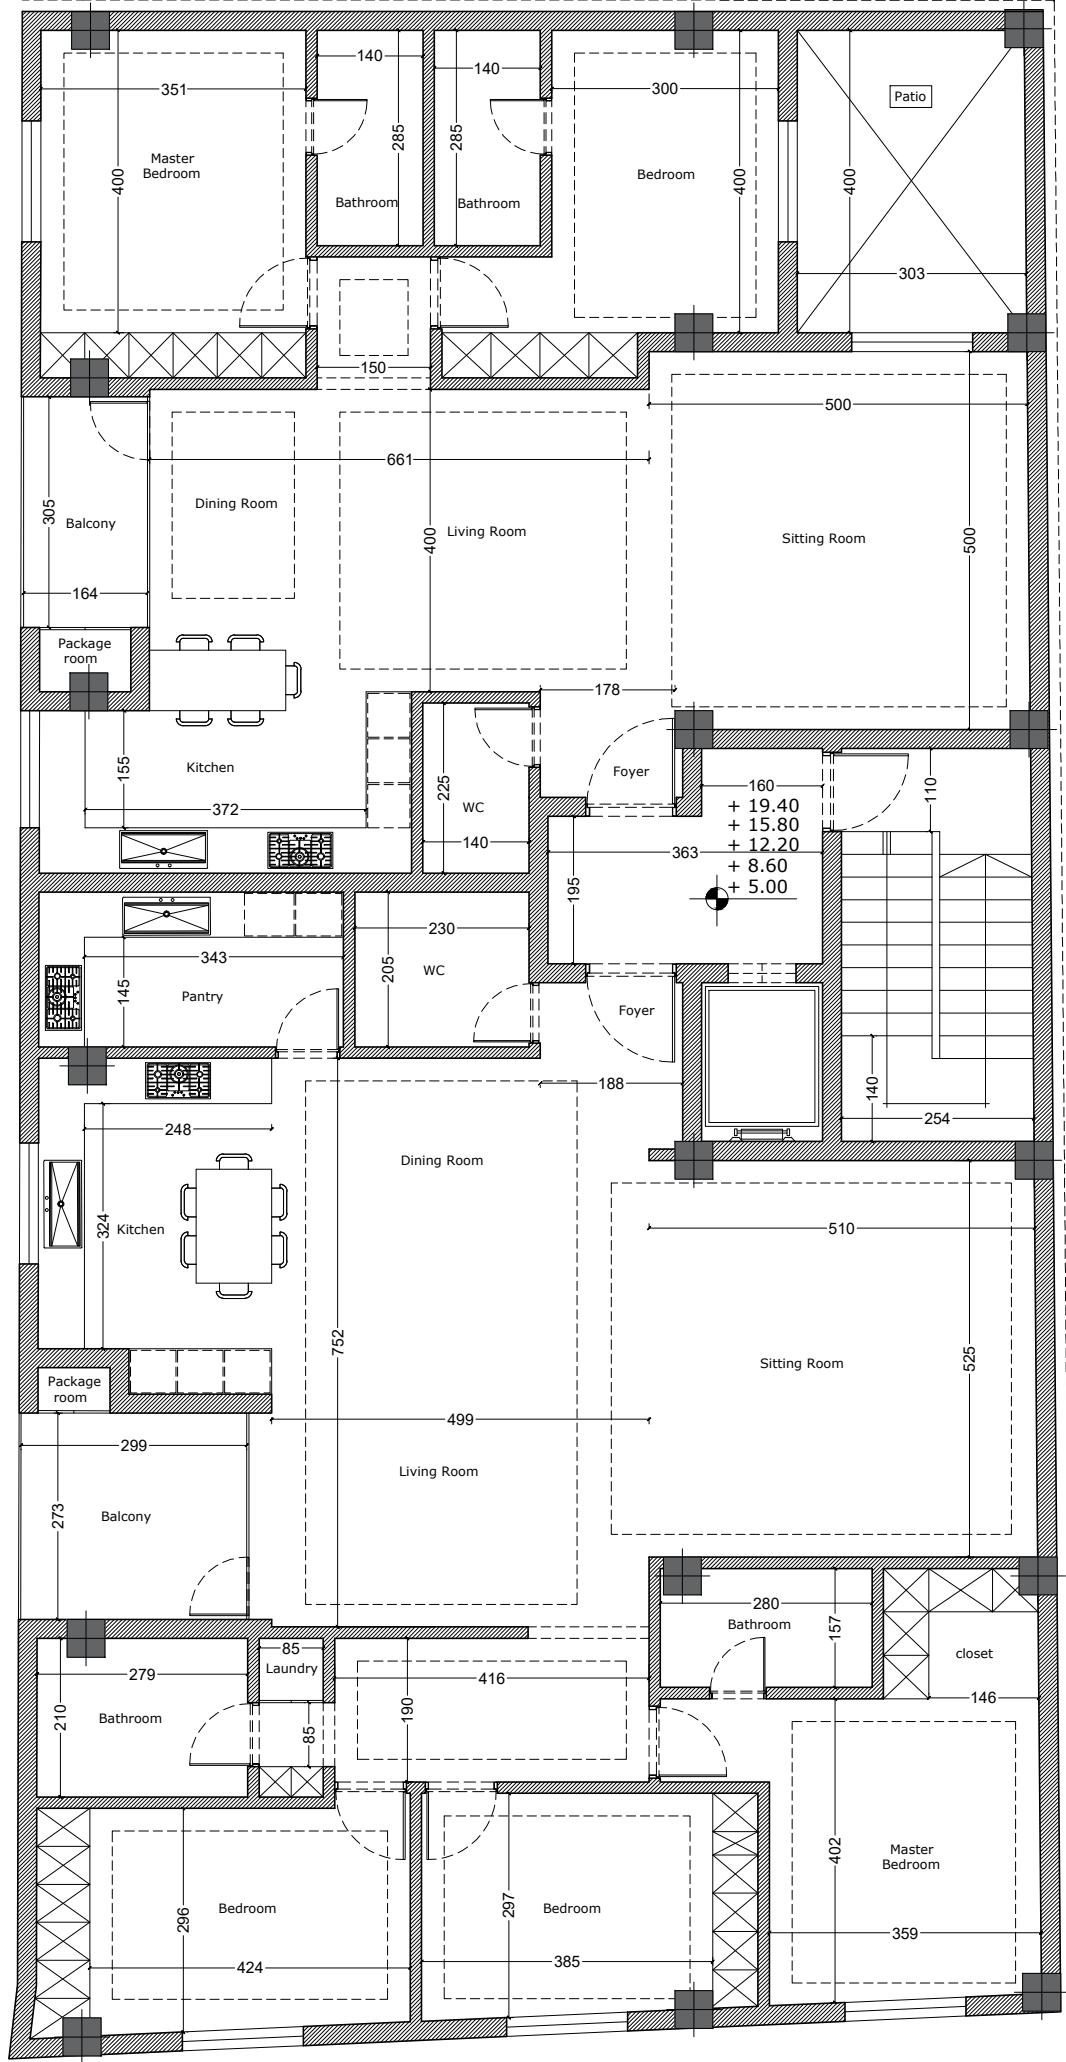 140
140
351
300
Patio
285
285
Master
Bedroom
400
Bedroom
400
400
Bathroom
Bathroom
303
150
500
661
305
Dining Room
Living Room
400
Balcony
Sitting Room
500
164
Package
room
178
155
Kitchen
Foyer
225
WC
160
110
372
+ 19.40
+ 15.80
+ 12.20
+ 8.60
+ 5.00
140
363
195
230
343
205
WC
145
Pantry
Foyer
188
140
248
254
Dining Room
324
Kitchen
510
752
Sitting Room
525
Package
room
499
299
Living Room
273
Balcony
280
Bathroom
157
85
Laundry
closet
279
416
146
210
Bathroom
190
85
402
Master
Bedroom
296
Bedroom
297
Bedroom
359
424
385